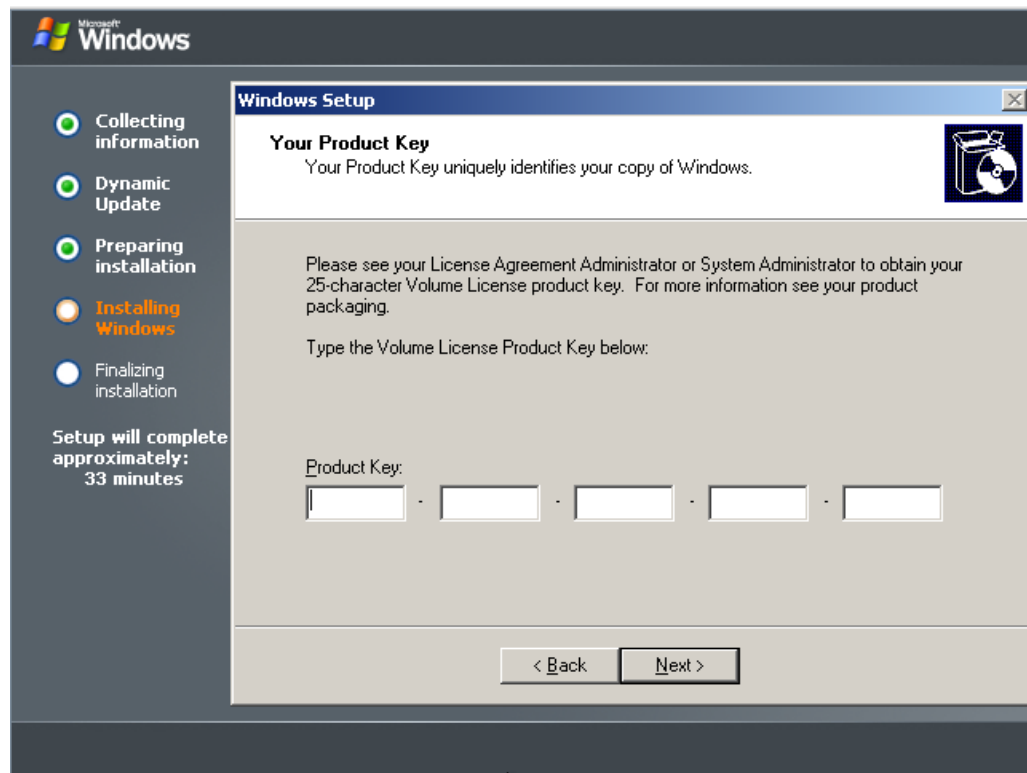 Microsoft
Windows
Collecting
information
Dynamic
Update
Preparing
installation
Installing
Windows
Finalizing
installation
Setup will complete
approximately:
33 minutes
Windows Setup
Your Product Key
Your Product Key uniquely identifies your copy of Windows.
Please see your License Agreement Administrator or System Administrator to obtain your
25-character Volume License product key.  For more information see your product
packaging.
Type the Volume License Product Key below:
Product Key:
- - - -
< Back
Next >